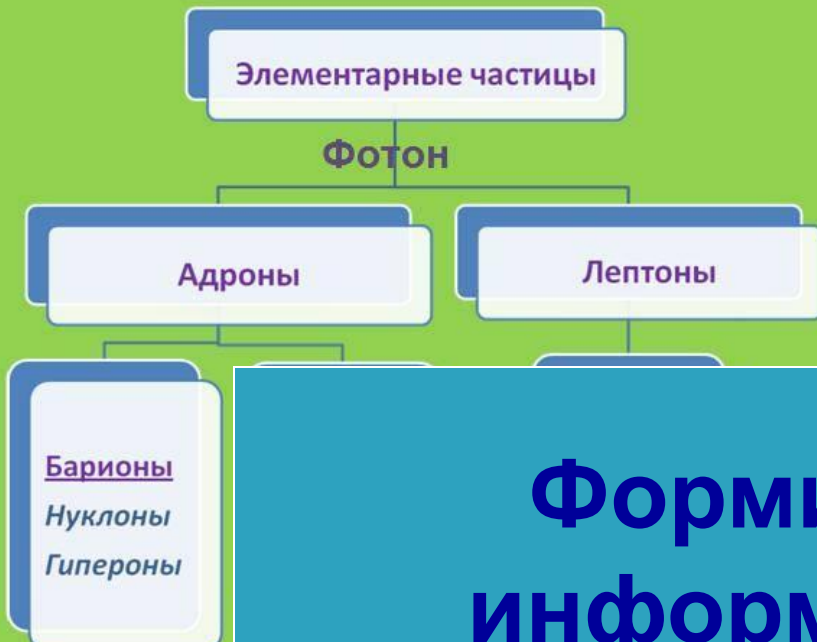 Элементарные частицы
Фотон
Адроны
Лептоны
Барионы
Нуклоны
Гипероны